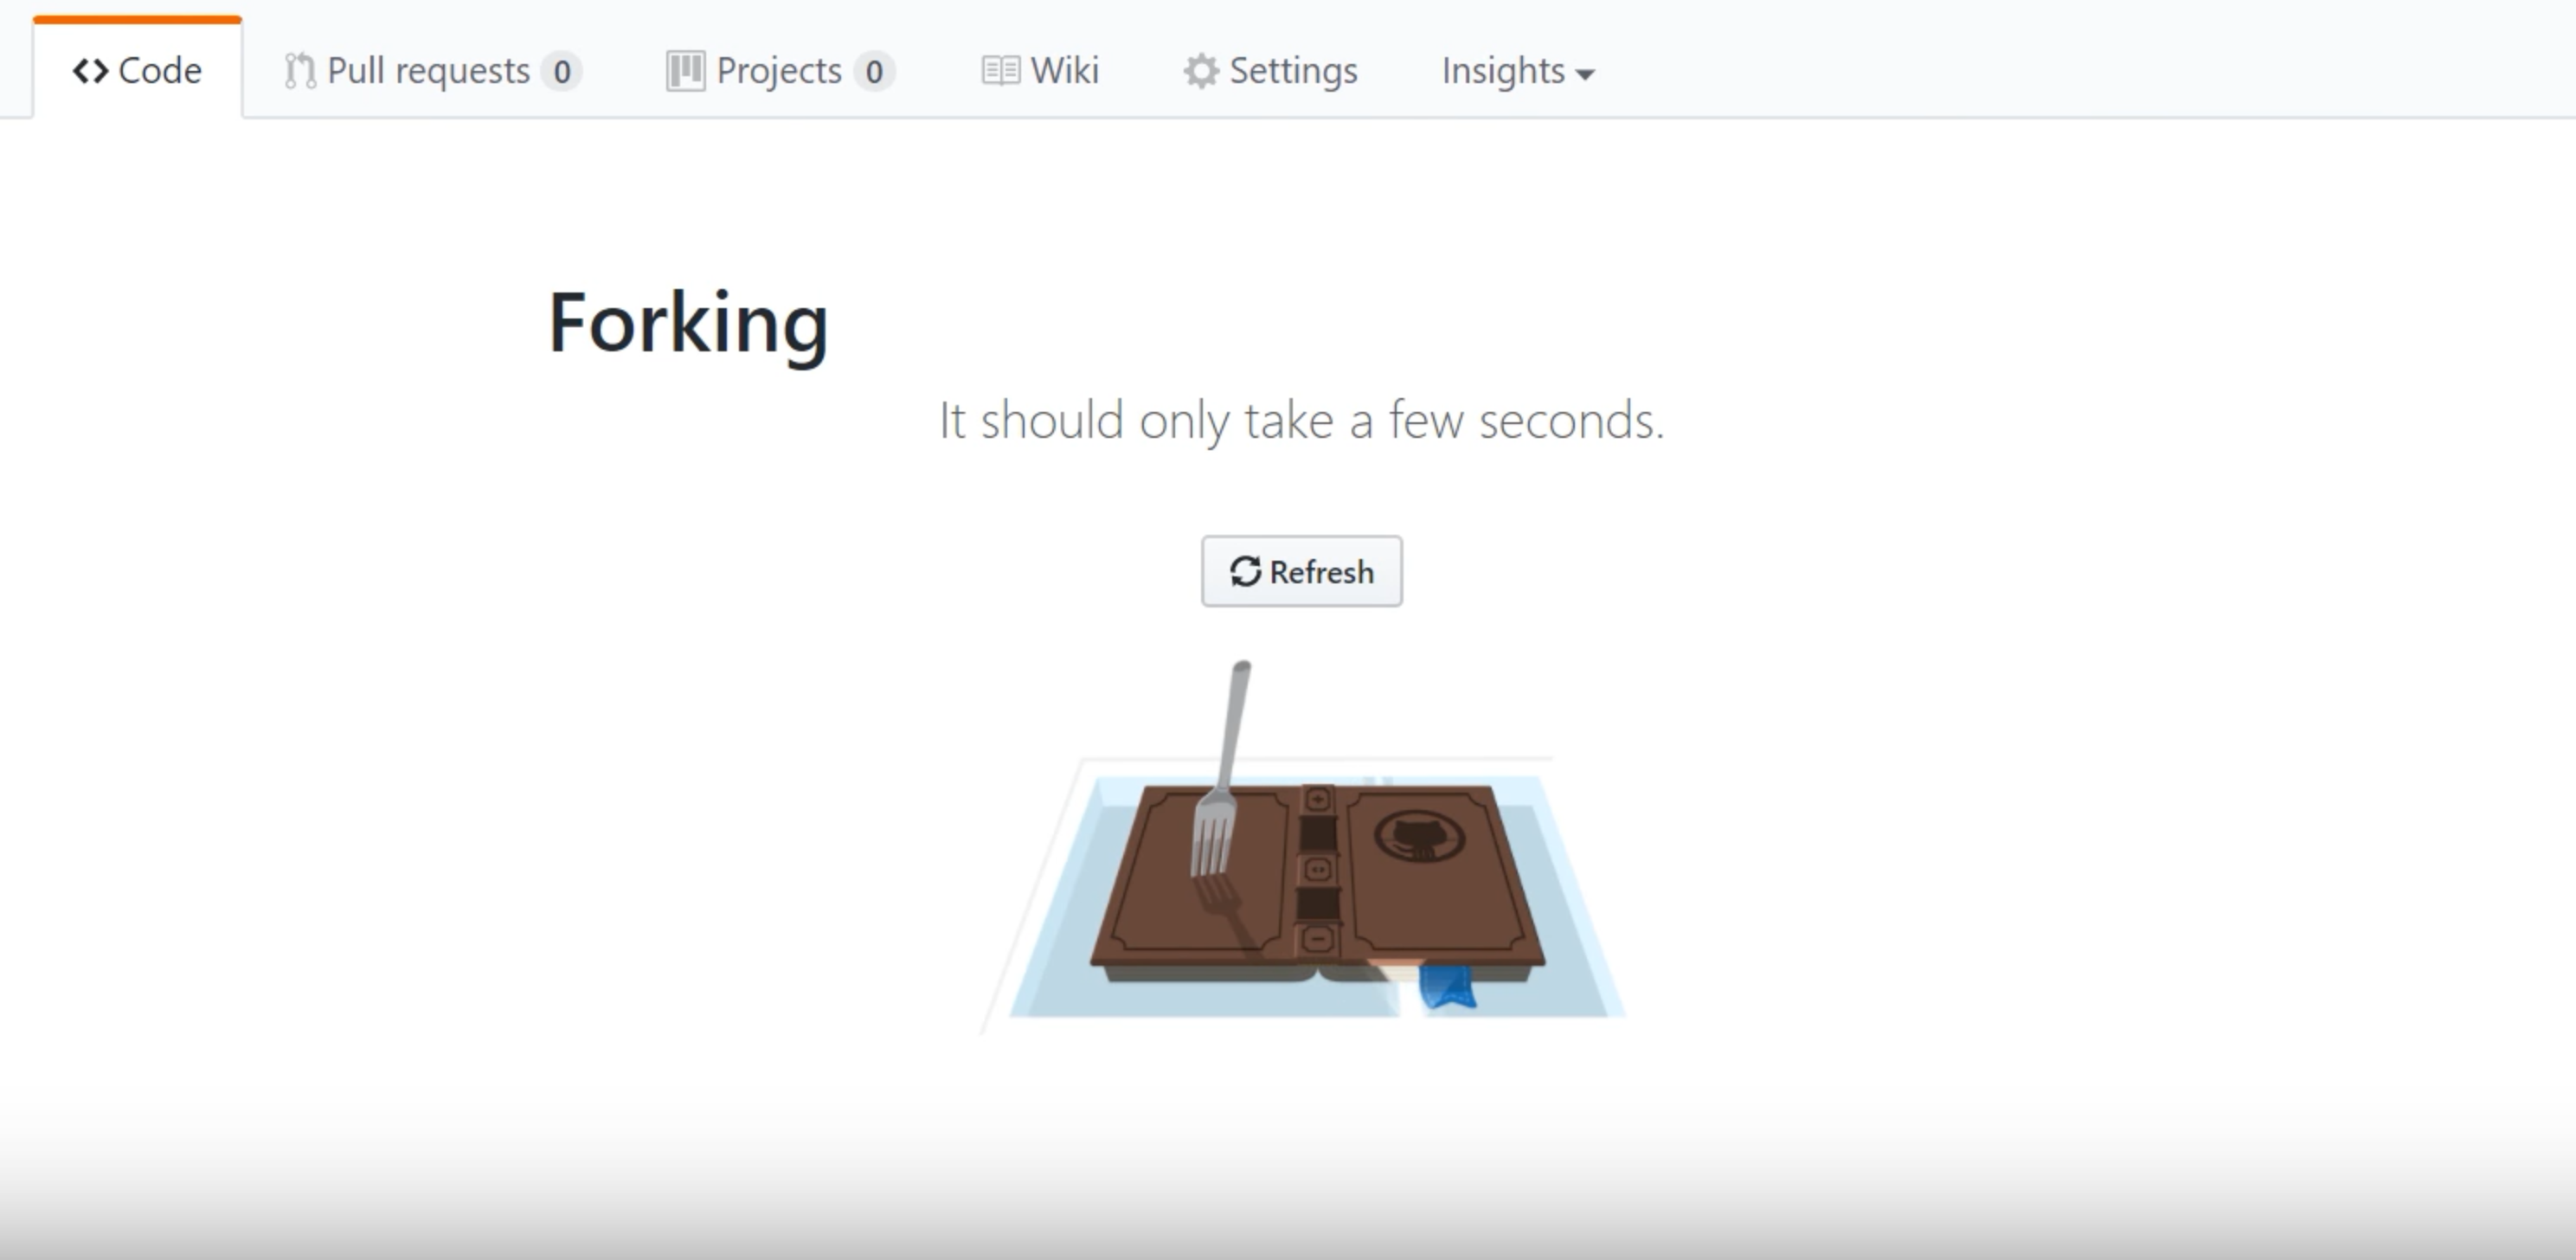 Code Pull requests 0 Projects 0 Wiki Settings Insights
Forking
It should only take a few seconds.
Refresh